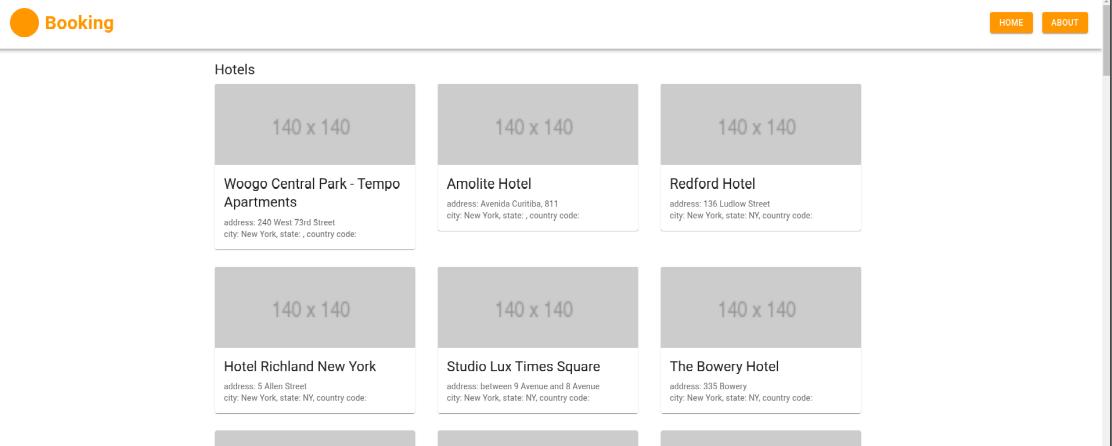 Booking
HOME
ABOUT
Hotels
140 x 140
140 x 140
140 x 140
Woogo Central Park - Tempo
Apartments
address: 240 West 73rd Street
city: New York, state: , country code:
Amolite Hotel
address: Avenida Curitiba, 811
city: New York, state: , country code:
Redford Hotel
address: 136 Ludlow Street
city: New York, state: NY, country code:
140 x 140
140 x 140
140 x 140
Hotel Richland New York
address: 5 Allen Street
city: New York, state: NY, country code:
Studio Lux Times Square
address: between 9 Avenue and 8 Avenue
city: New York, state: NY, country code:
The Bowery Hotel
address: 335 Bowery
city: New York, state: NY, country code: